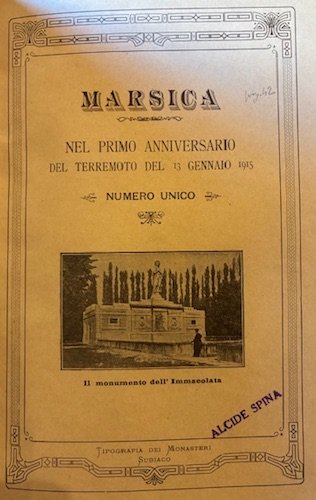 MARSICA
NEL PRIMO ANNIVERSARIO
DEL TERREMOTO DEL 13 GENNAIO 1915
NUMERO UNICO
Il monumento dell'Immacolata
ALCIDE SPINA
TIPOGRAFIA DEI MONASTERI
SUBIACO